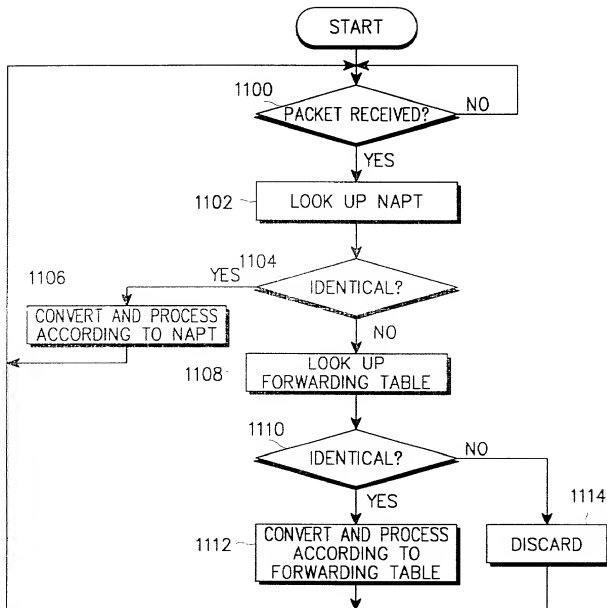 START
1100
PACKET RECEIVED?
NO
YES
1102
LOOK UP NAPT
1104
YES
IDENTICAL?
1106
CONVERT AND PROCESS
ACCORDING TO NAPT
NO
1108
LOOK UP
FORWARDING TABLE
1110
IDENTICAL?
NO
YES
1112
CONVERT AND PROCESS
ACCORDING TO
FORWARDING TABLE
1114
DISCARD